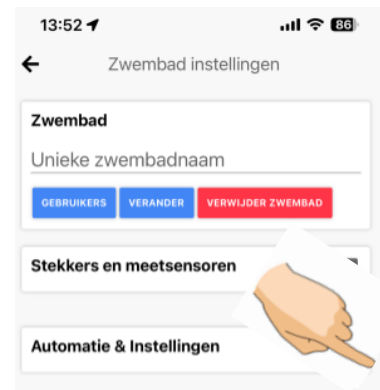 13:52 86
Zwembad instellingen
Zwembad
Unieke zwembadnaam
GEBRUIKERS VERANDER VERWIJDER ZWEMBAD
Stekkers en meetsensoren
Automatie & Instellingen